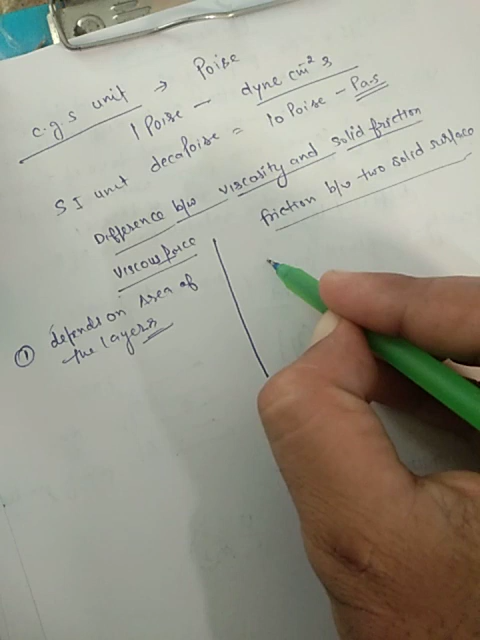 c.g.s unit → Poise
1 Poise - dyne cm⁻² s
SI unit decapoise = 10 Poise - Pa-s
Difference b/w viscosity and solid friction
Viscous force
friction b/w two solid surface
① depends on Area of
the layers